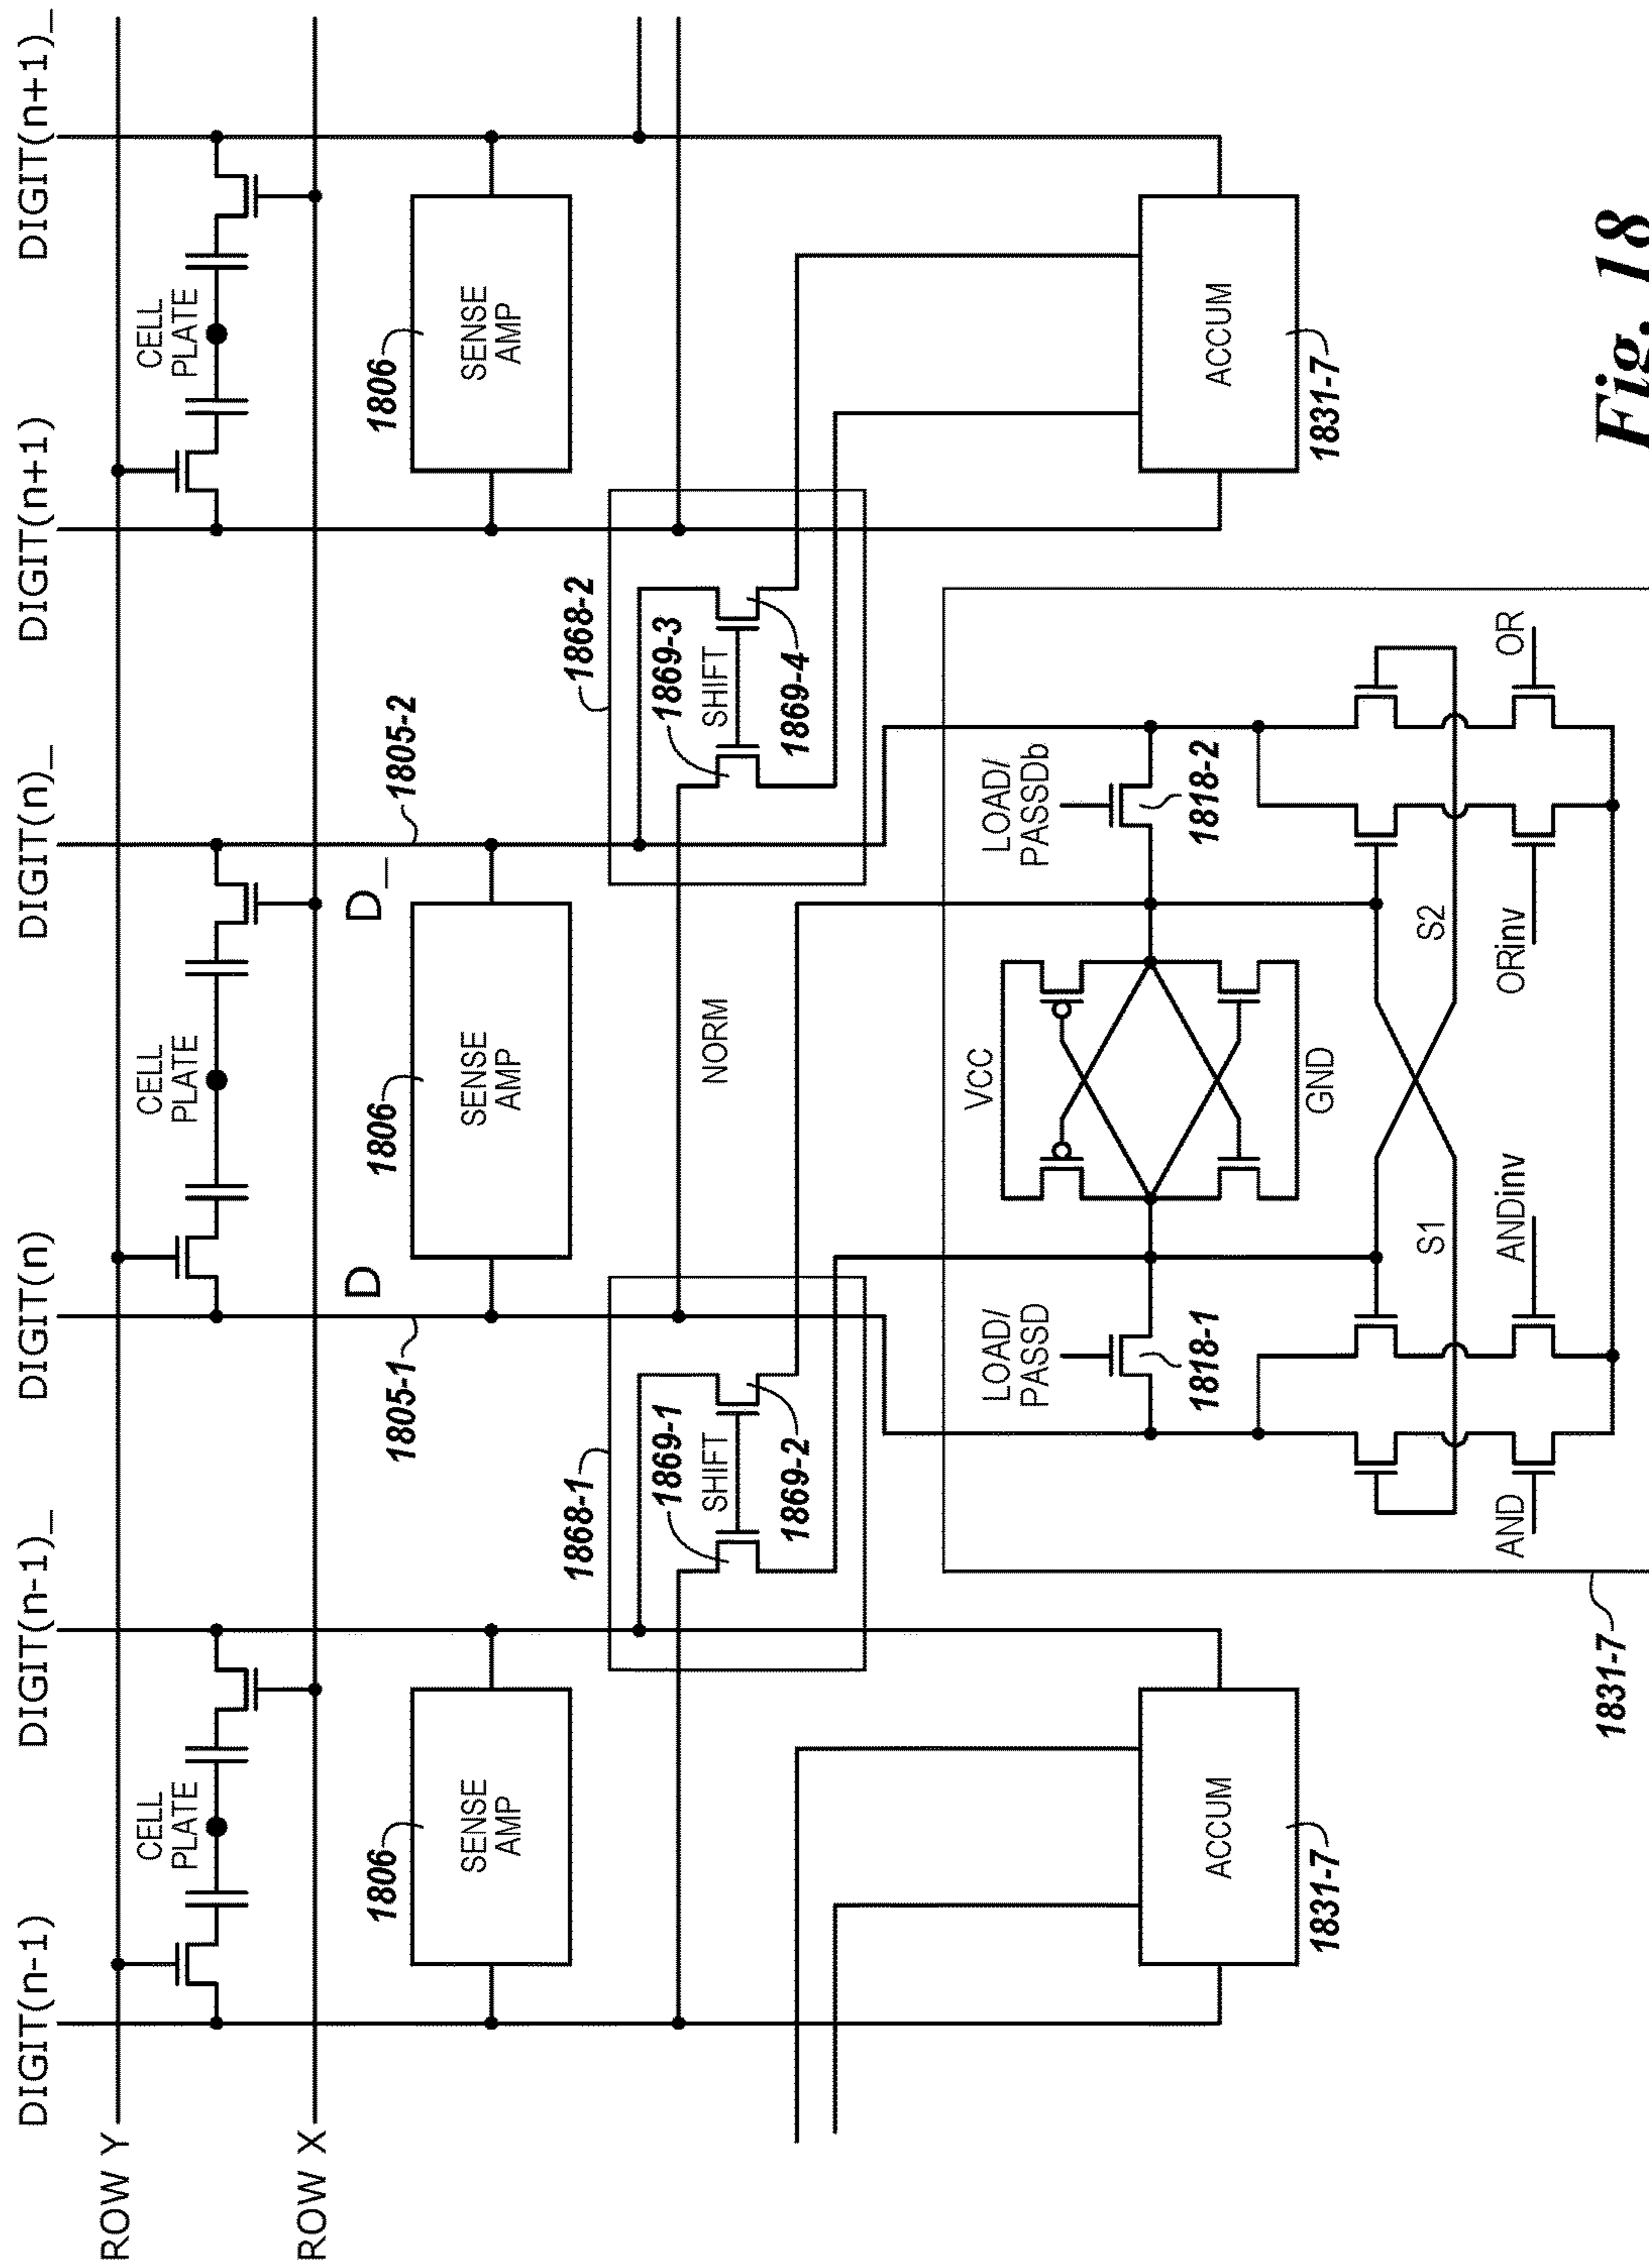 DIGIT(n-1)
DIGIT(n-1)_
DIGIT(n)
DIGIT(n)_
DIGIT(n+1)
DIGIT(n+1)_
ROW Y
CELL
PLATE
CELL
PLATE
CELL
PLATE
ROW X
D
D_
1805-1
1805-2
1806
SENSE
AMP
1806
SENSE
AMP
1806
SENSE
AMP
1868-1
1868-2
1869-1
SHIFT
1869-2
NORM
1869-3
SHIFT
1869-4
LOAD/
PASSD
1818-1
VCC
GND
LOAD/
PASSDb
1818-2
ACCUM
1831-7
ACCUM
1831-7
S1
S2
AND
ANDinv
ORinv
OR
1831-7
Fig. 18